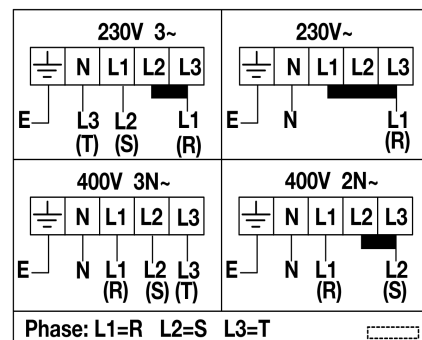 230V 3~
N L1 L2 L3
E L3 L2 L1
(T) (S) (R)
230V~
N L1 L2 L3
E N L1
(R)
400V 3N~
N L1 L2 L3
E N L1 L2 L3
(R) (S) (T)
400V 2N~
N L1 L2 L3
E N L1 L2
(R) (S)
Phase: L1=R L2=S L3=T